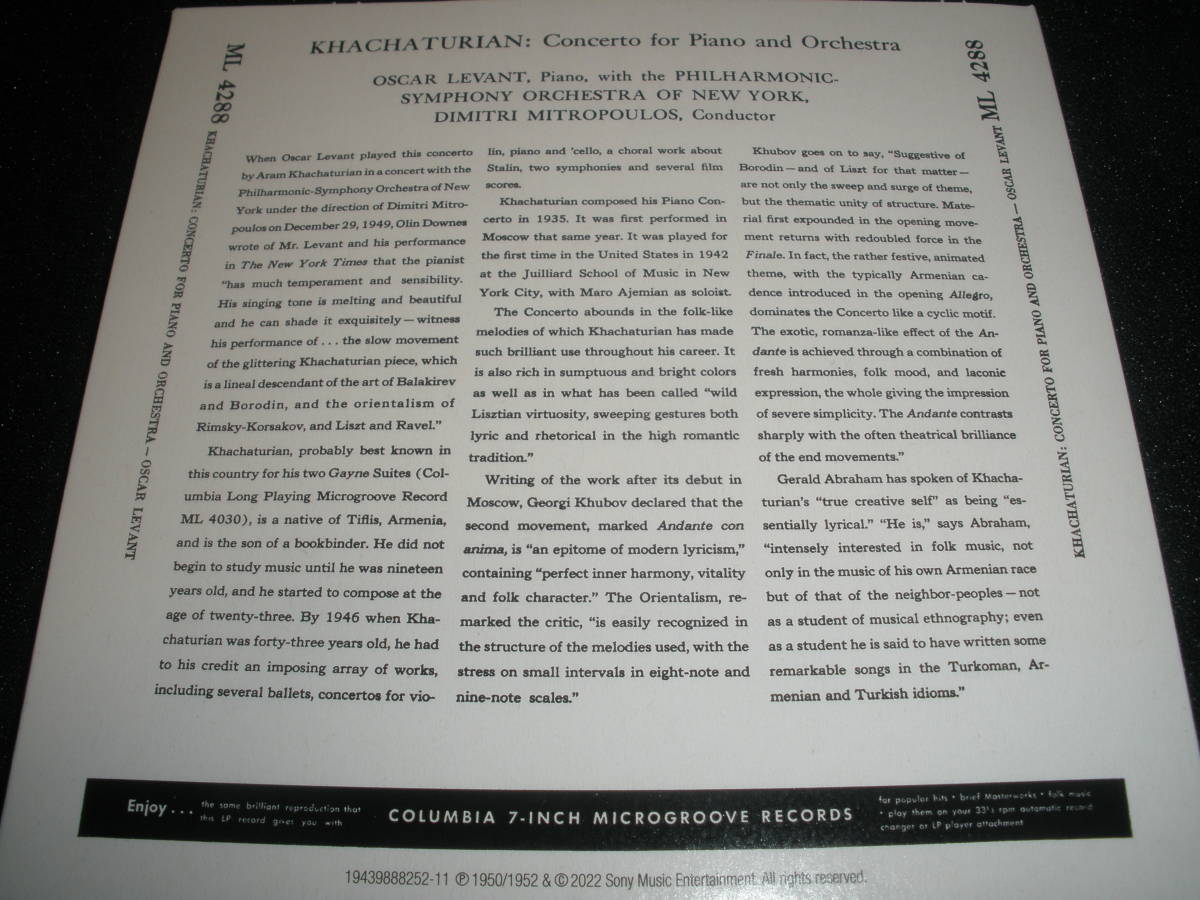 KHACHATURIAN: Concerto for Piano and Orchestra
OSCAR LEVANT, Piano, with the PHILHARMONIC-
SYMPHONY ORCHESTRA OF NEW YORK,
DIMITRI MITROPOULOS, Conductor
ML 4288
KHACHATURIAN: CONCERTO FOR PIANO AND ORCHESTRA — OSCAR LEVANT
When Oscar Levant played this concerto
by Aram Khachaturian in a concert with the
Philharmonic-Symphony Orchestra of New
York under the direction of Dimitri Mitro-
poulos on December 29, 1949, Olin Downes
wrote of Mr. Levant and his performance
in The New York Times that the pianist
"has much temperament and sensibility.
His singing tone is melting and beautiful
and he can shade it exquisitely — witness
his performance of . . . the slow movement
of the glittering Khachaturian piece, which
is a lineal descendant of the art of Balakirev
and Borodin, and the orientalism of
Rimsky-Korsakov, and Liszt and Ravel."
Khachaturian, probably best known in
this country for his two Gayne Suites (Col-
umbia Long Playing Microgroove Record
ML 4030), is a native of Tiflis, Armenia,
and is the son of a bookbinder. He did not
begin to study music until he was nineteen
years old, and he started to compose at the
age of twenty-three. By 1946 when Kha-
chaturian was forty-three years old, he had
to his credit an imposing array of works,
including several ballets, concertos for vio-
lin, piano and 'cello, a choral work about
Stalin, two symphonies and several film
scores.
Khachaturian composed his Piano Con-
certo in 1935. It was first performed in
Moscow that same year. It was played for
the first time in the United States in 1942
at the Juilliard School of Music in New
York City, with Maro Ajemian as soloist.
The Concerto abounds in the folk-like
melodies of which Khachaturian has made
such brilliant use throughout his career. It
is also rich in sumptuous and bright colors
as well as in what has been called "wild
Lisztian virtuosity, sweeping gestures both
lyric and rhetorical in the high romantic
tradition."
Writing of the work after its debut in
Moscow, Georgi Khubov declared that the
second movement, marked Andante con
anima, is "an epitome of modern lyricism,"
containing "perfect inner harmony, vitality
and folk character." The Orientalism, re-
marked the critic, "is easily recognized in
the structure of the melodies used, with the
stress on small intervals in eight-note and
nine-note scales."
Khubov goes on to say, "Suggestive of
Borodin — and of Liszt for that matter —
are not only the sweep and surge of theme,
but the thematic unity of structure. Mate-
rial first expounded in the opening move-
ment returns with redoubled force in the
Finale. In fact, the rather festive, animated
theme, with the typically Armenian ca-
dence introduced in the opening Allegro,
dominates the Concerto like a cyclic motif.
The exotic, romanza-like effect of the An-
dante is achieved through a combination of
fresh harmonies, folk mood, and laconic
expression, the whole giving the impression
of severe simplicity. The Andante contrasts
sharply with the often theatrical brilliance
of the end movements."
Gerald Abraham has spoken of Khacha-
turian's "true creative self" as being "es-
sentially lyrical." "He is," says Abraham,
"intensely interested in folk music, not
only in the music of his own Armenian race
but of that of the neighbor-peoples — not
as a student of musical ethnography; even
as a student he is said to have written some
remarkable songs in the Turkoman, Ar-
menian and Turkish idioms."
ML 4288
KHACHATURIAN: CONCERTO FOR PIANO AND ORCHESTRA — OSCAR LEVANT
Enjoy . . . the same brilliant reproduction that
this LP record gives you with
COLUMBIA 7-INCH MICROGROOVE RECORDS
for popular hits • brief Masterworks • folk music
• play them on your 33⅓ rpm automatic record
changer or LP player attachment
19439888252-11 ℗ 1950/1952 & © 2022 Sony Music Entertainment. All rights reserved.